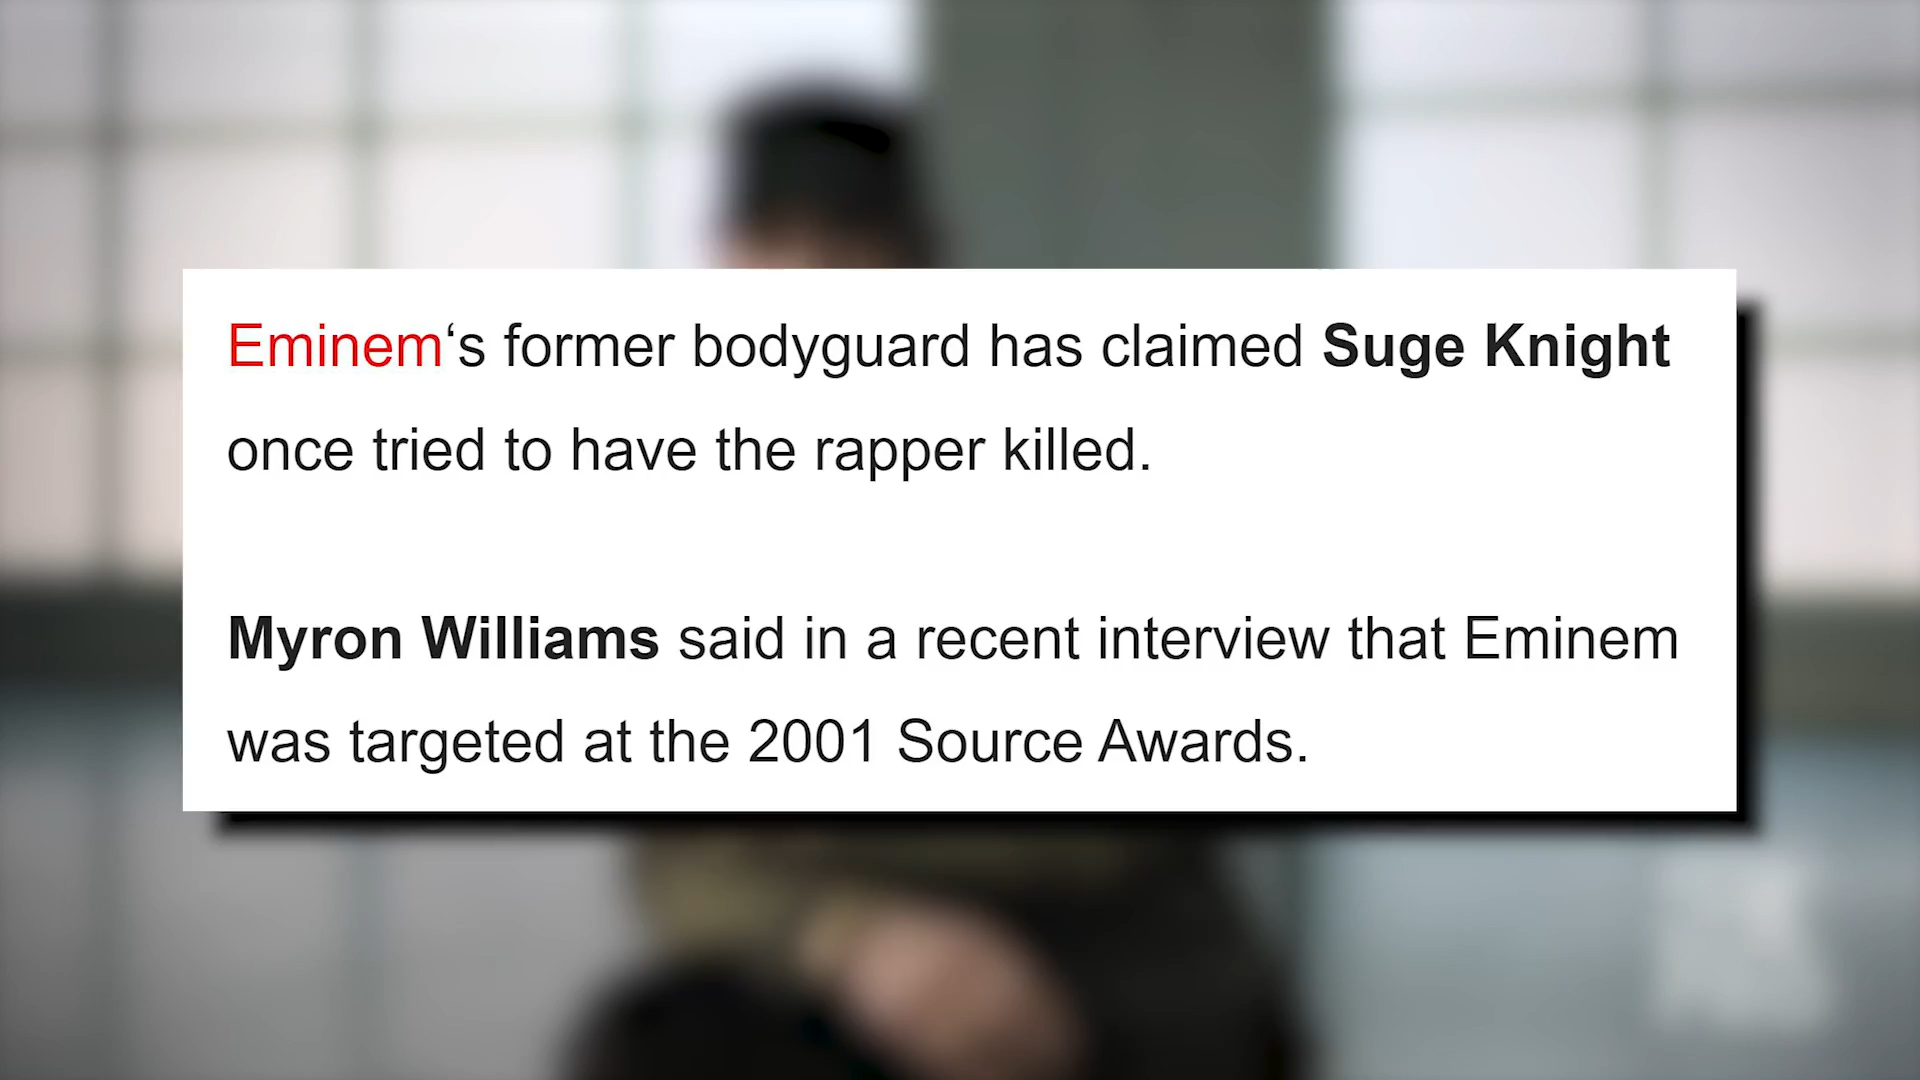 Eminem‘s former bodyguard has claimed Suge Knight
once tried to have the rapper killed.
Myron Williams said in a recent interview that Eminem
was targeted at the 2001 Source Awards.